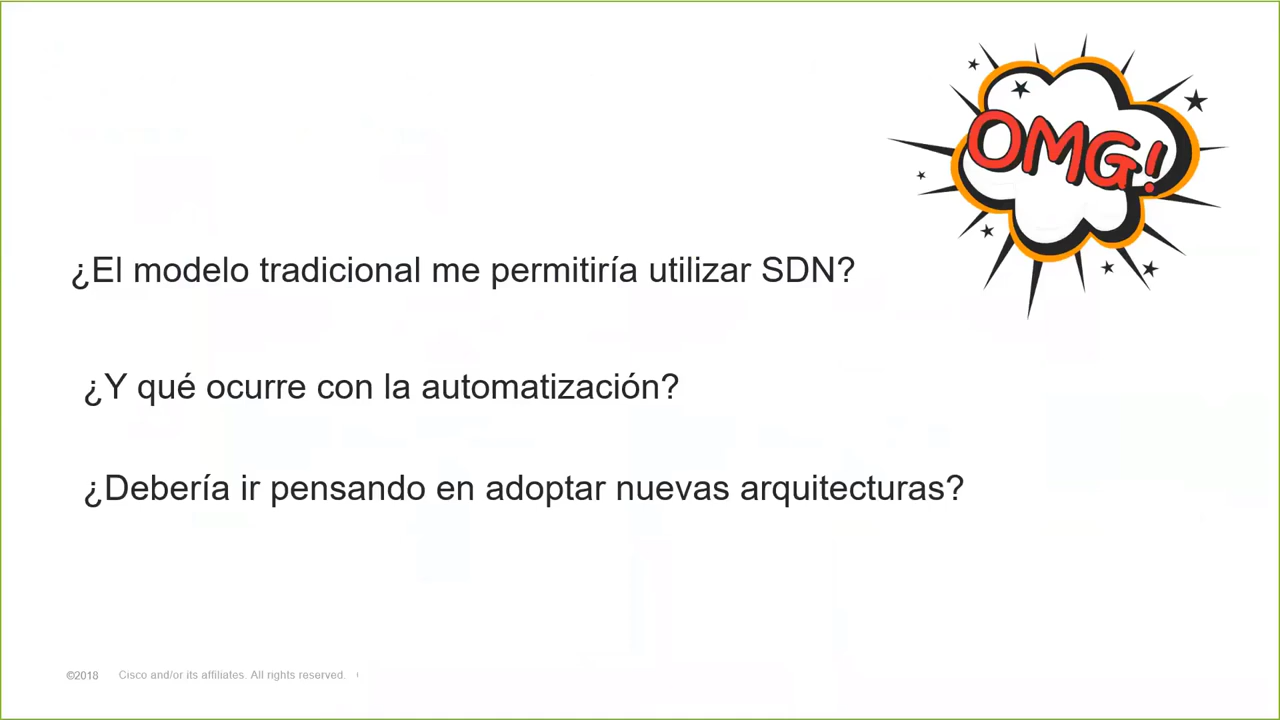 OMG!
¿El modelo tradicional me permitiría utilizar SDN?
¿Y qué ocurre con la automatización?
¿Debería ir pensando en adoptar nuevas arquitecturas?
©2018 Cisco and/or its affiliates. All rights reserved.